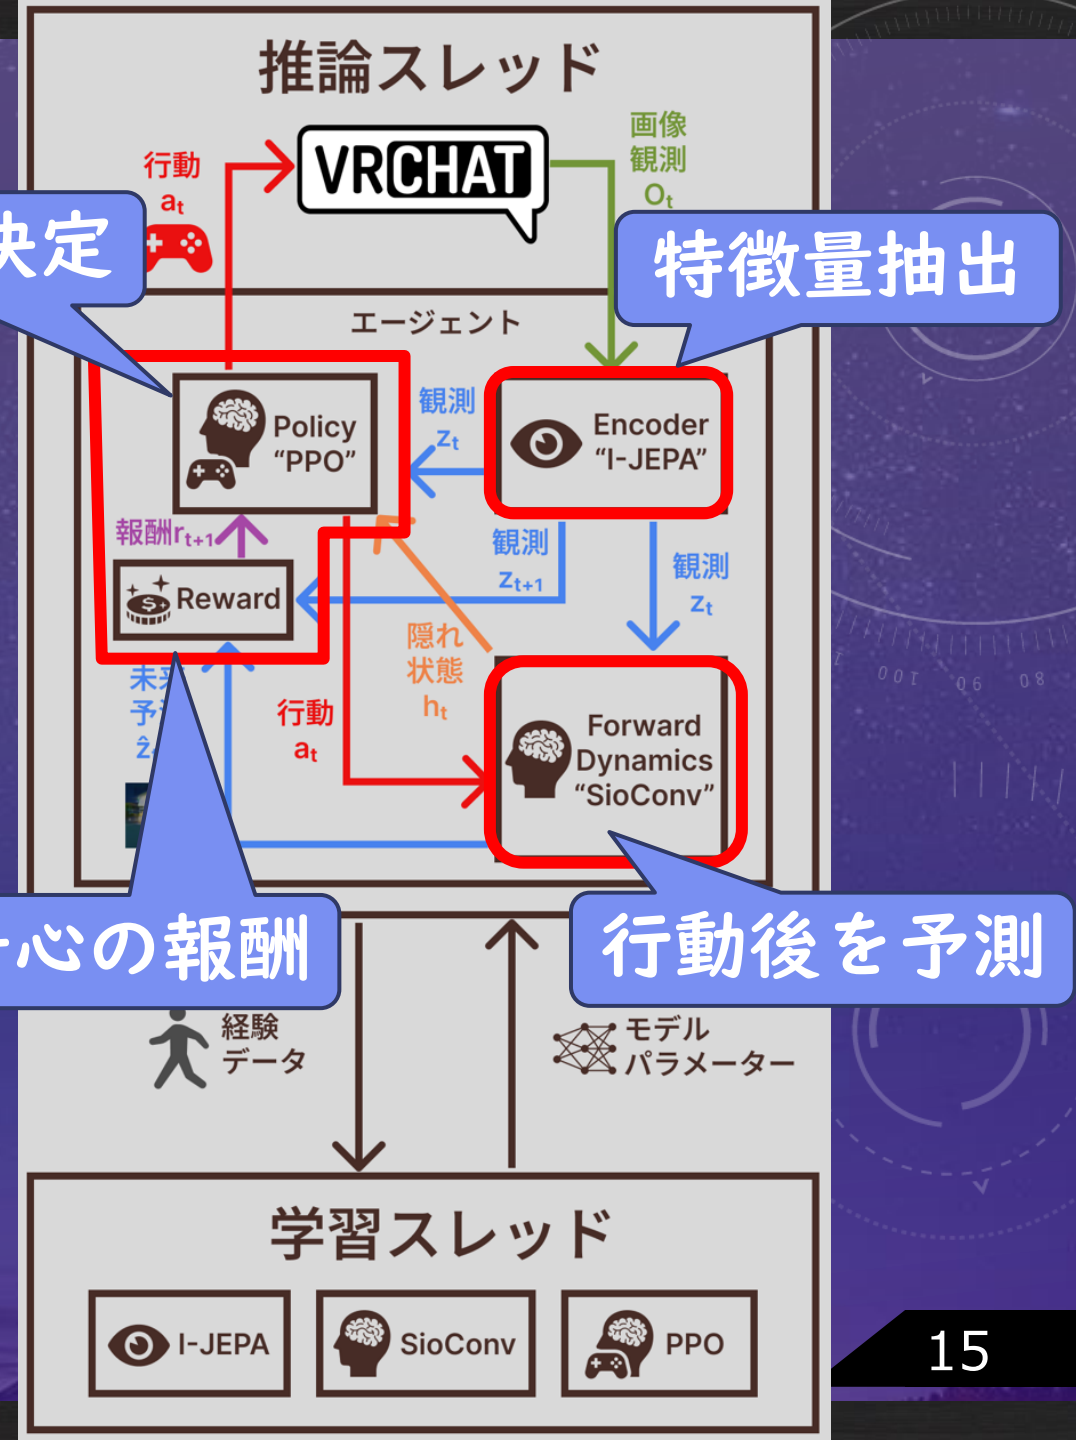 推論スレッド
行動
aₜ
VRCHAT
画像
観測
Oₜ
決定
特徴量抽出
エージェント
Policy
“PPO”
観測
zₜ
Encoder
“I-JEPA”
報酬rₜ₊₁
観測
zₜ₊₁
観測
zₜ
Reward
隠れ
状態
hₜ
未来
行動
aₜ
Forward
Dynamics
“SioConv”
心の報酬
行動後を予測
経験
データ
モデル
パラメーター
学習スレッド
I-JEPA
SioConv
PPO
15